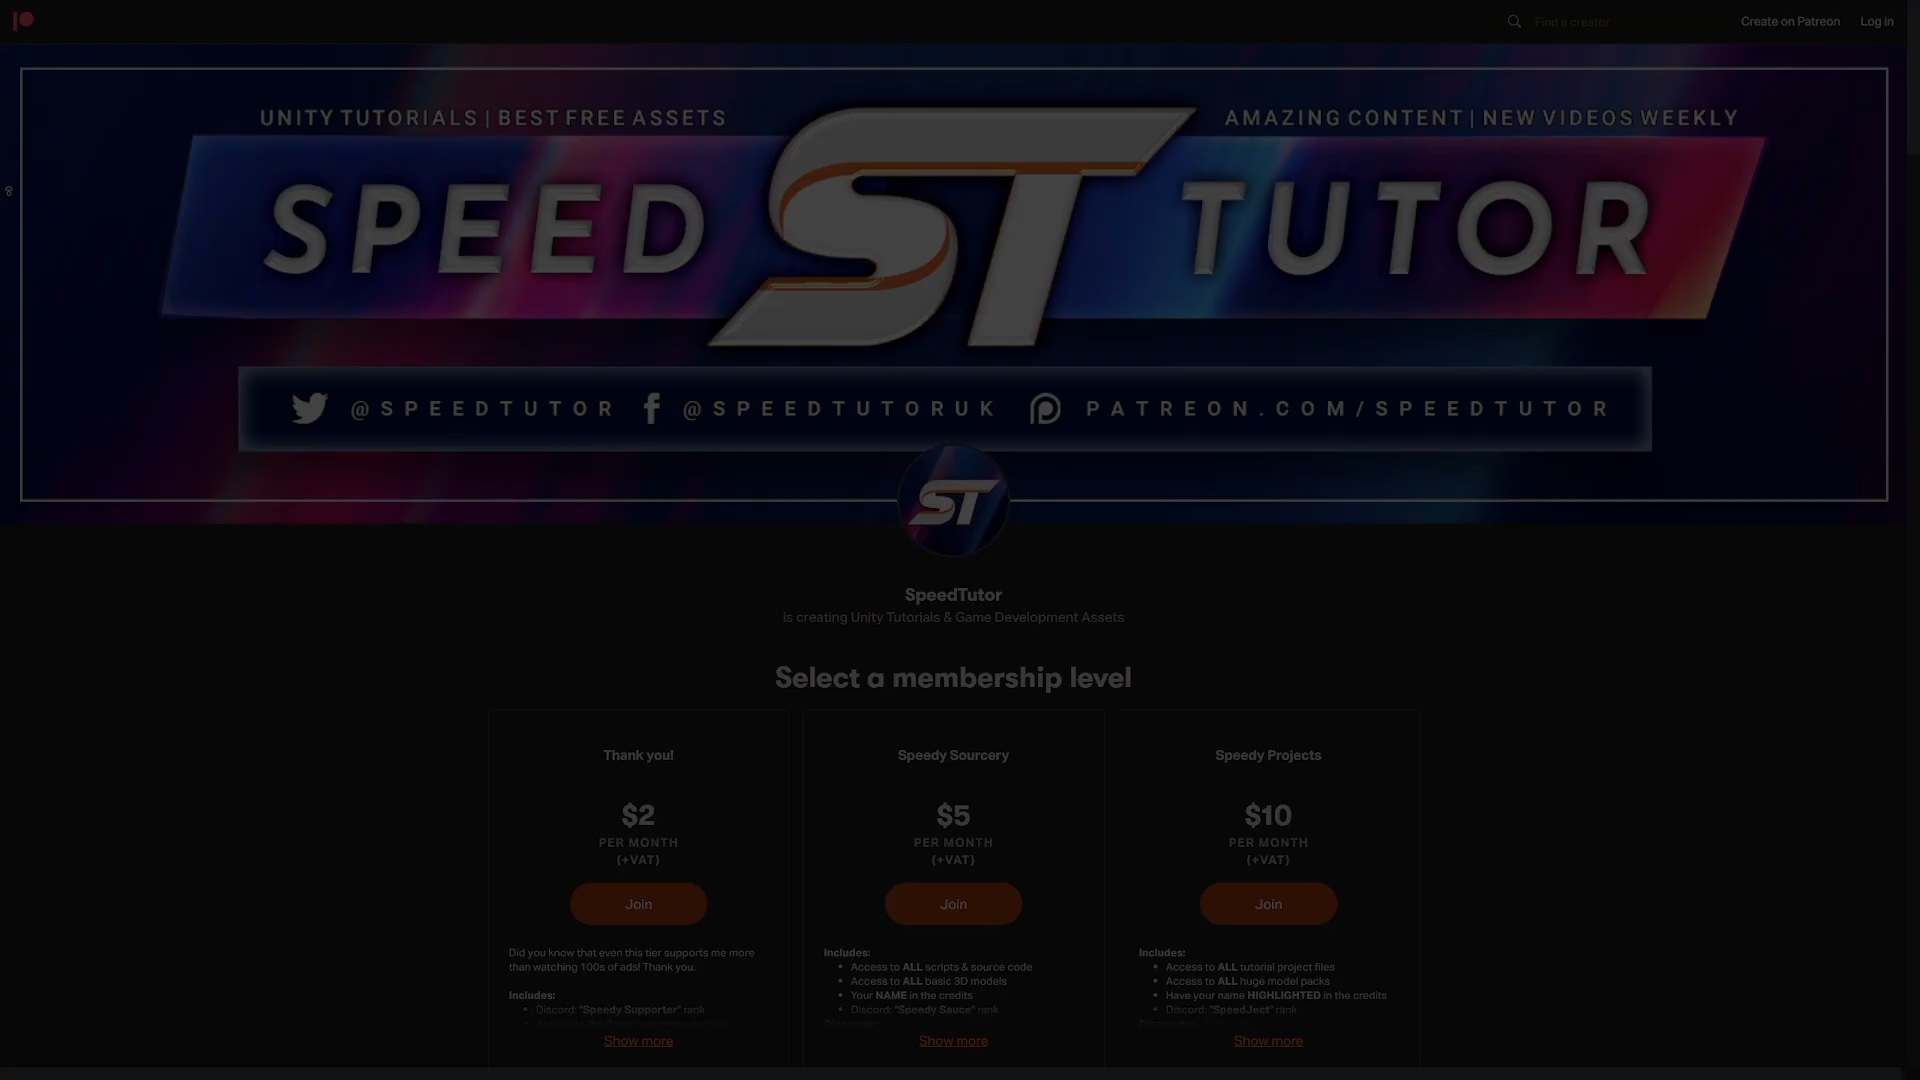 Find a creator
Create on Patreon
Log in
UNITY TUTORIALS | BEST FREE ASSETS
AMAZING CONTENT | NEW VIDEOS WEEKLY
SPEED ST TUTOR
@SPEEDTUTOR
@SPEEDTUTORUK
PATREON.COM/SPEEDTUTOR
ST
SpeedTutor
is creating Unity Tutorials & Game Development Assets
Select a membership level
Thank you!
$2
PER MONTH
(+VAT)
Join
Did you know that even this tier supports me more
than watching 100s of ads! Thank you.
Includes:
Discord: "Speedy Supporter" rank
Show more
Speedy Sourcery
$5
PER MONTH
(+VAT)
Join
Includes:
Access to ALL scripts & source code
Access to ALL basic 3D models
Your NAME in the credits
Discord: "Speedy Sauce" rank
Show more
Speedy Projects
$10
PER MONTH
(+VAT)
Join
Includes:
Access to ALL tutorial project files
Access to ALL huge model packs
Have your name HIGHLIGHTED in the credits
Discord: "SpeedJect" rank
Show more